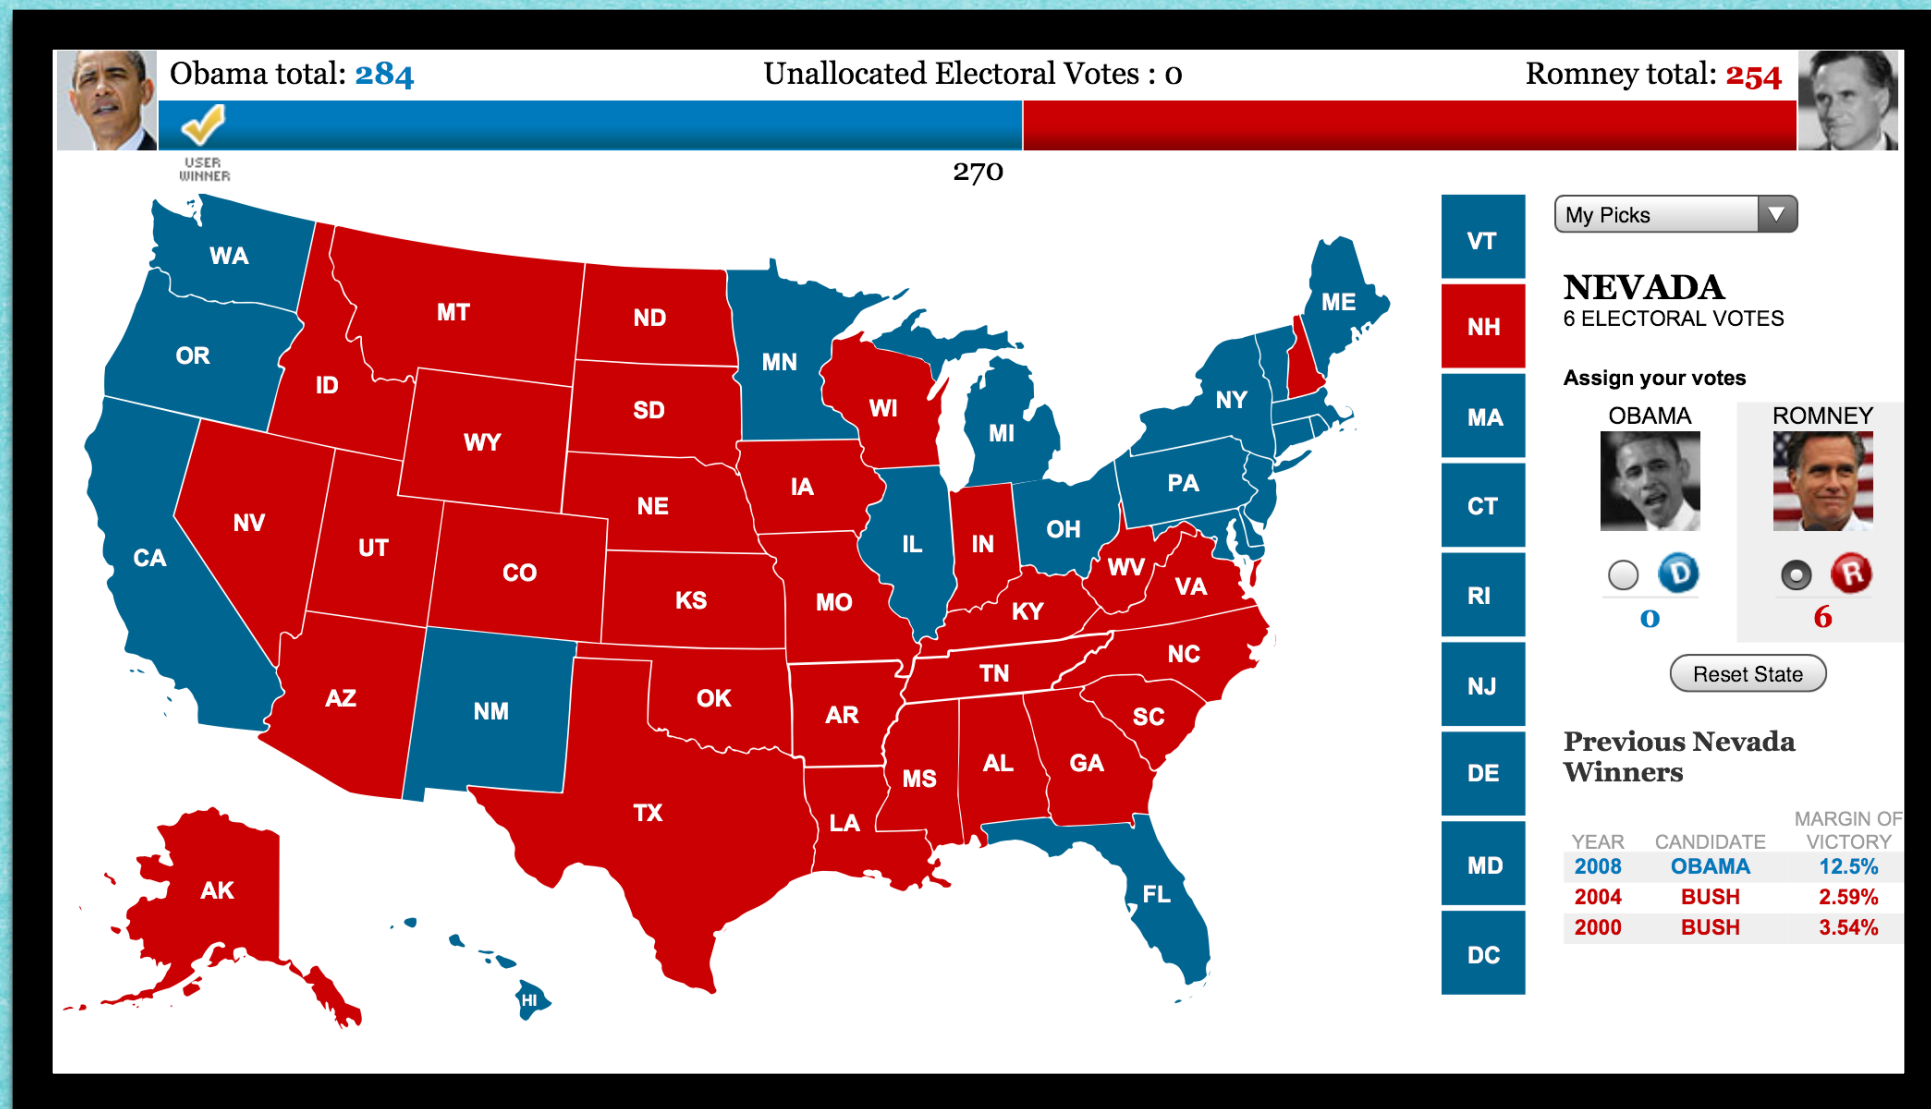 Obama total: 284
Unallocated Electoral Votes : 0
Romney total: 254
USER
WINNER
270
WA
OR
CA
NV
ID
MT
WY
UT
AZ
CO
NM
ND
SD
NE
KS
OK
TX
MN
IA
MO
AR
LA
WI
IL
MI
IN
OH
KY
TN
MS
AL
GA
FL
SC
NC
VA
WV
PA
NY
ME
AK
HI
VT
NH
MA
CT
RI
NJ
DE
MD
DC
My Picks
NEVADA
6 ELECTORAL VOTES
Assign your votes
OBAMA ROMNEY
D R
0 6
Reset State
Previous Nevada
Winners
YEAR CANDIDATE MARGIN OF VICTORY
2008 OBAMA 12.5%
2004 BUSH 2.59%
2000 BUSH 3.54%